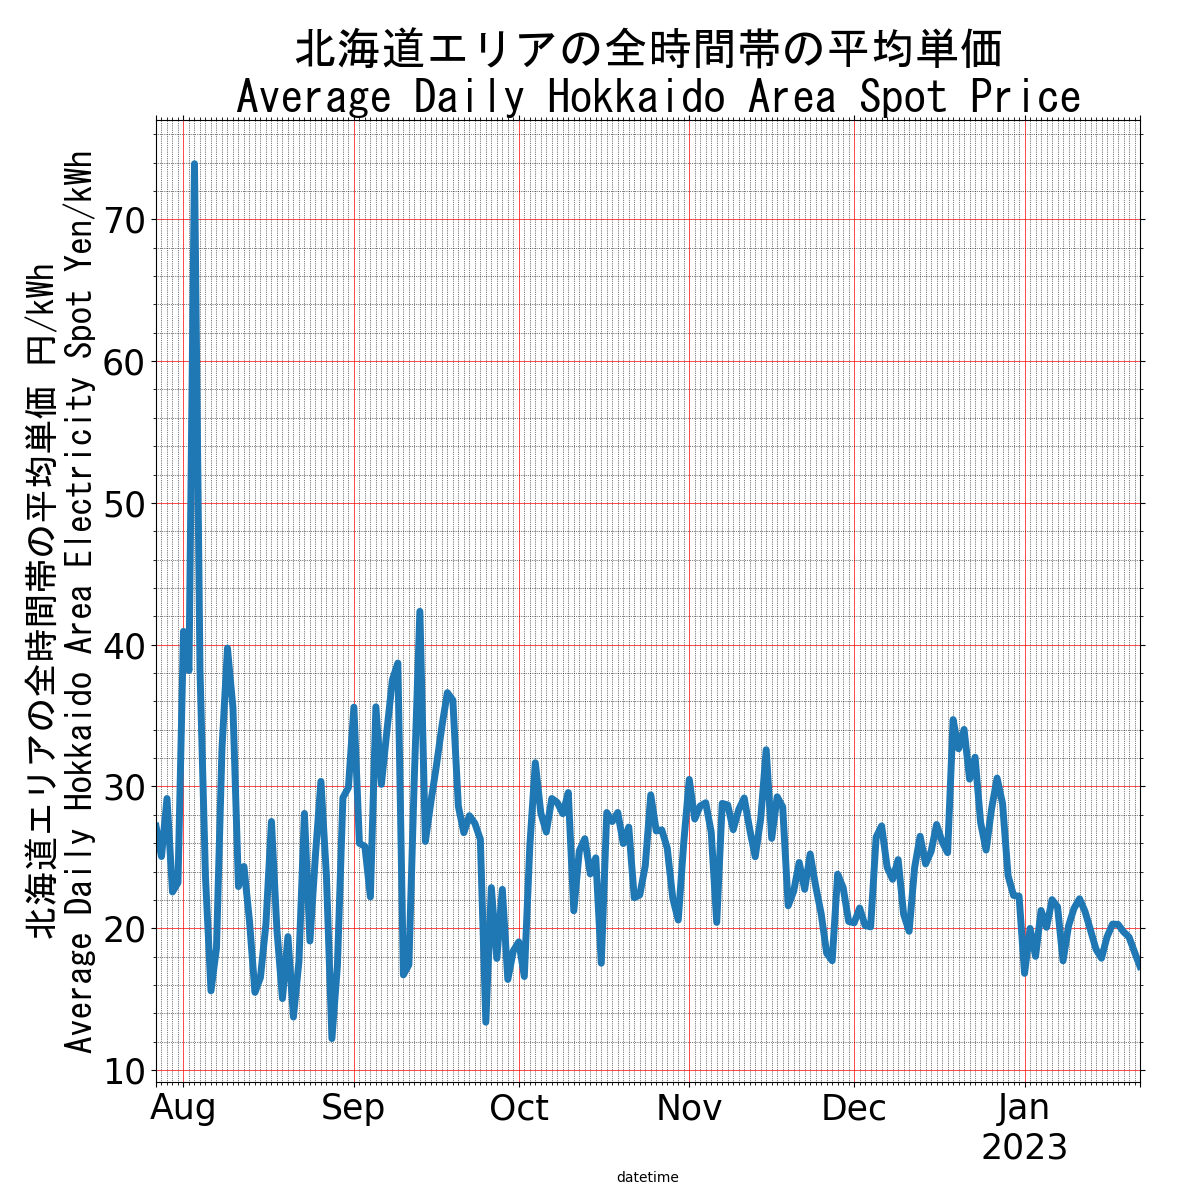 北海道エリアの全時間帯の平均単価
Average Daily Hokkaido Area Spot Price
北海道エリアの全時間帯の平均単価 円/kWh
Average Daily Hokkaido Area Electricity Spot Yen/kWh
70
60
50
40
30
20
10
Aug Sep Oct Nov Dec Jan
2023
datetime